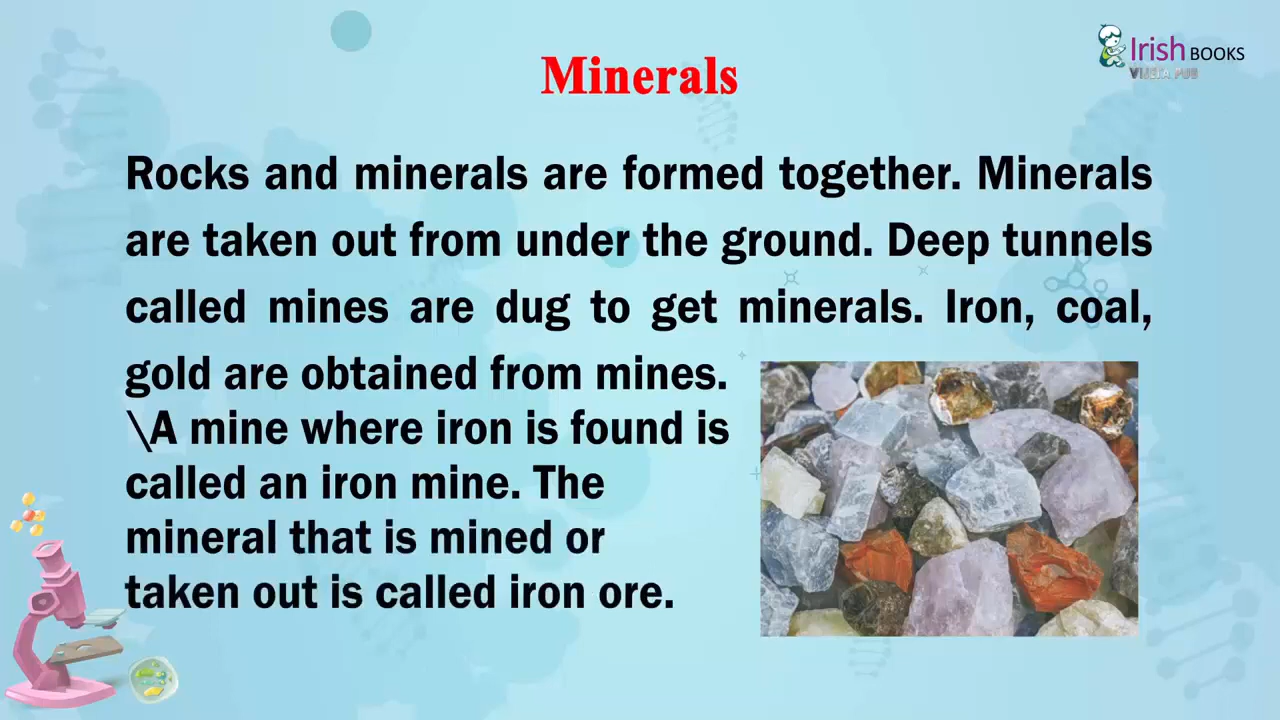 Irish BOOKS
VINETA PUB
Minerals
Rocks and minerals are formed together. Minerals
are taken out from under the ground. Deep tunnels
called mines are dug to get minerals. Iron, coal,
gold are obtained from mines.
\A mine where iron is found is
called an iron mine. The
mineral that is mined or
taken out is called iron ore.